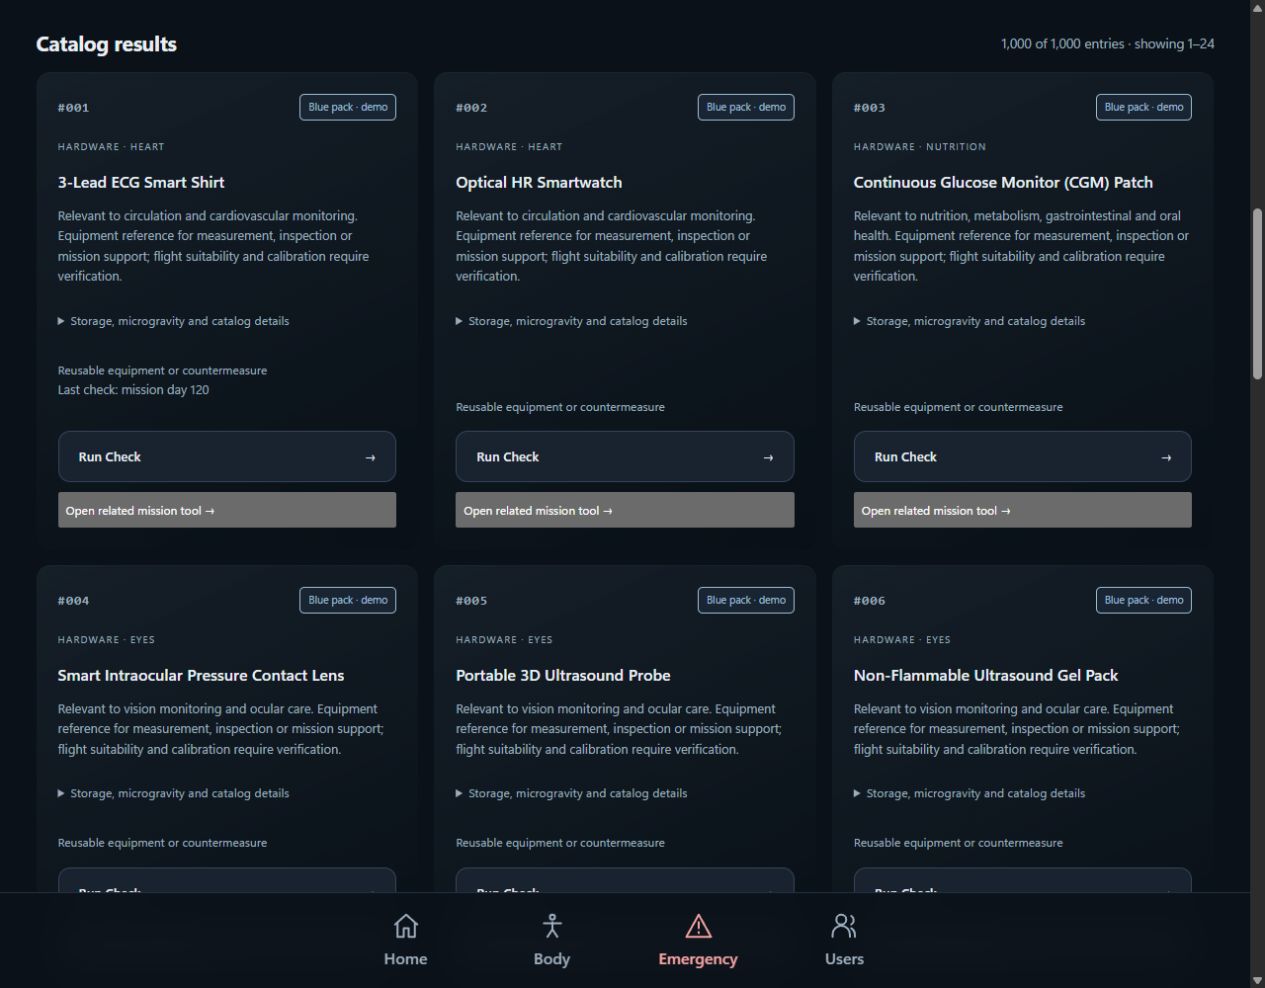 Catalog results
1,000 of 1,000 entries · showing 1–24
#001
Blue pack · demo
HARDWARE · HEART
3-Lead ECG Smart Shirt
Relevant to circulation and cardiovascular monitoring.
Equipment reference for measurement, inspection or
mission support; flight suitability and calibration require
verification.
▶ Storage, microgravity and catalog details
Reusable equipment or countermeasure
Last check: mission day 120
Run Check →
Open related mission tool →
#002
Blue pack · demo
HARDWARE · HEART
Optical HR Smartwatch
Relevant to circulation and cardiovascular monitoring.
Equipment reference for measurement, inspection or
mission support; flight suitability and calibration require
verification.
▶ Storage, microgravity and catalog details
Reusable equipment or countermeasure
Run Check →
Open related mission tool →
#003
Blue pack · demo
HARDWARE · NUTRITION
Continuous Glucose Monitor (CGM) Patch
Relevant to nutrition, metabolism, gastrointestinal and oral
health. Equipment reference for measurement, inspection or
mission support; flight suitability and calibration require
verification.
▶ Storage, microgravity and catalog details
Reusable equipment or countermeasure
Run Check →
Open related mission tool →
#004
Blue pack · demo
HARDWARE · EYES
Smart Intraocular Pressure Contact Lens
Relevant to vision monitoring and ocular care. Equipment
reference for measurement, inspection or mission support;
flight suitability and calibration require verification.
▶ Storage, microgravity and catalog details
Reusable equipment or countermeasure
Run Check
#005
Blue pack · demo
HARDWARE · EYES
Portable 3D Ultrasound Probe
Relevant to vision monitoring and ocular care. Equipment
reference for measurement, inspection or mission support;
flight suitability and calibration require verification.
▶ Storage, microgravity and catalog details
Reusable equipment or countermeasure
Run Check
#006
Blue pack · demo
HARDWARE · EYES
Non-Flammable Ultrasound Gel Pack
Relevant to vision monitoring and ocular care. Equipment
reference for measurement, inspection or mission support;
flight suitability and calibration require verification.
▶ Storage, microgravity and catalog details
Reusable equipment or countermeasure
Run Check
Home
Body
Emergency
Users